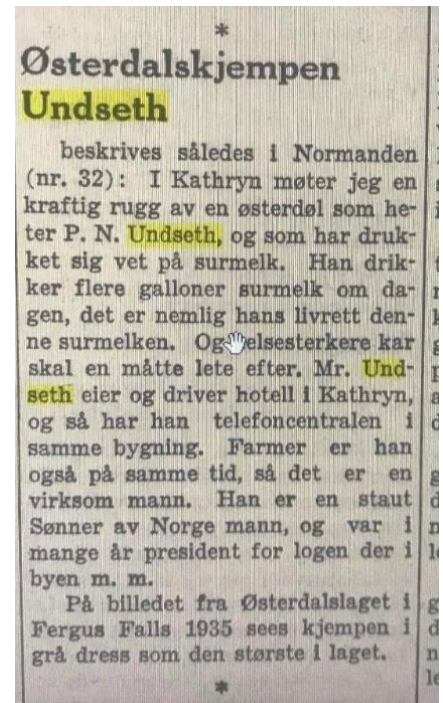 *
Østerdalskjempen
Undseth
beskrives således i Normanden
(nr. 32): I Kathryn møter jeg en
kraftig rugg av en østerdøl som he-
ter P. N. Undseth, og som har druk-
ket sig vet på surmelk. Han drik-
ker flere galloner surmelk om da-
gen, det er nemlig hans livrett den-
ne surmelken. Og elsesterkere kar
skal en måtte lete efter. Mr. Und-
seth eier og driver hotell i Kathryn,
og så har han telefoncentralen i
samme bygning. Farmer er han
også på samme tid, så det er en
virksom mann. Han er en staut
Sønner av Norge mann, og var i
mange år president for logen der i
byen m. m.
På billedet fra Østerdalslaget i
Fergus Falls 1935 sees kjempen i
grå dress som den største i laget.
*